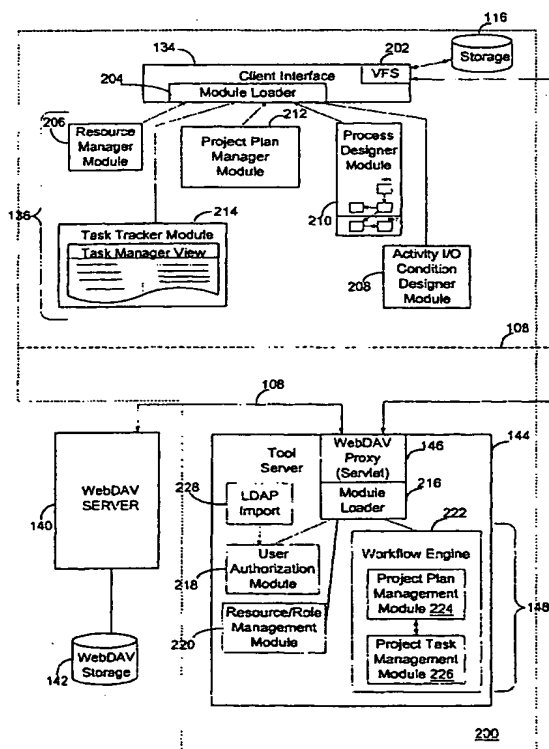 116
134
202
Storage
Client Interface
VFS
204
Module Loader
206
Resource
Manager
Module
212
Project Plan
Manager
Module
Process
Designer
Module
210
136
214
Task Tracker Module
Task Manager View
Activity I/O
Condition
Designer
Module
208
108
108
144
Tool
Server
WebDAV
Proxy
(Servlet)
146
WebDAV
SERVER
140
228
LDAP
Import
Module
Loader
216
222
User
Authorization
Module
218
Workflow Engine
Project Plan
Management
Module 224
148
Resource/Role
Management
Module
220
Project Task
Management
Module 226
WebDAV
Storage
142
200